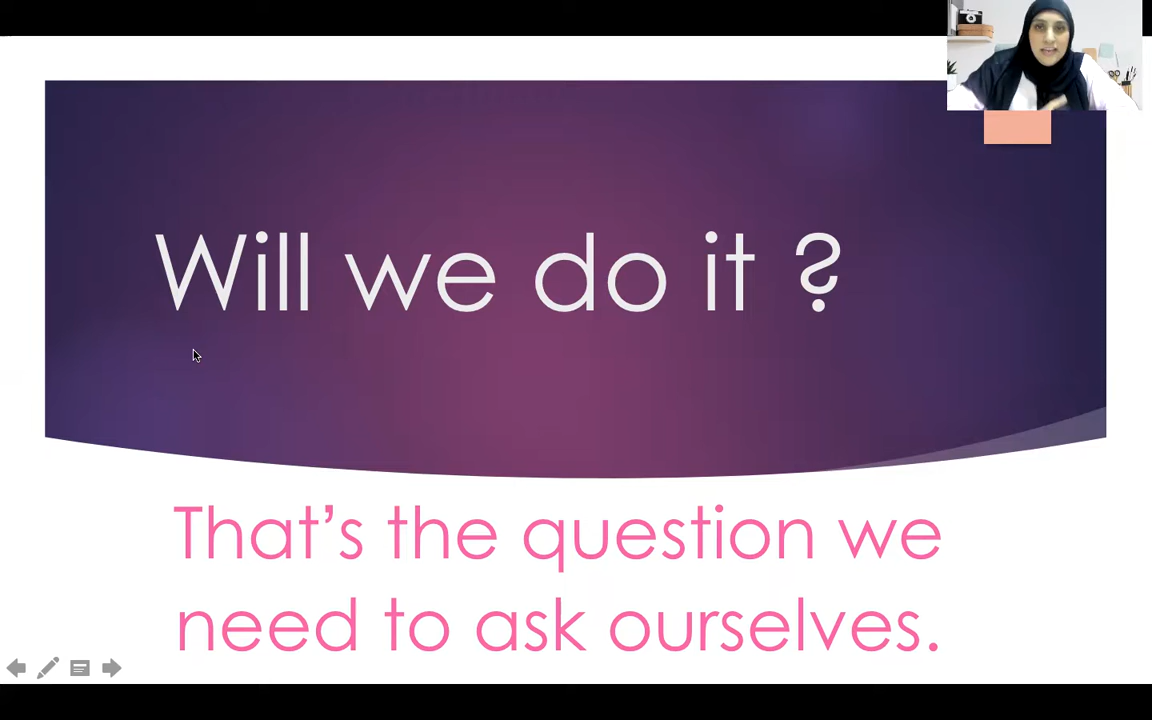 Will we do it ?
That’s the question we
need to ask ourselves.